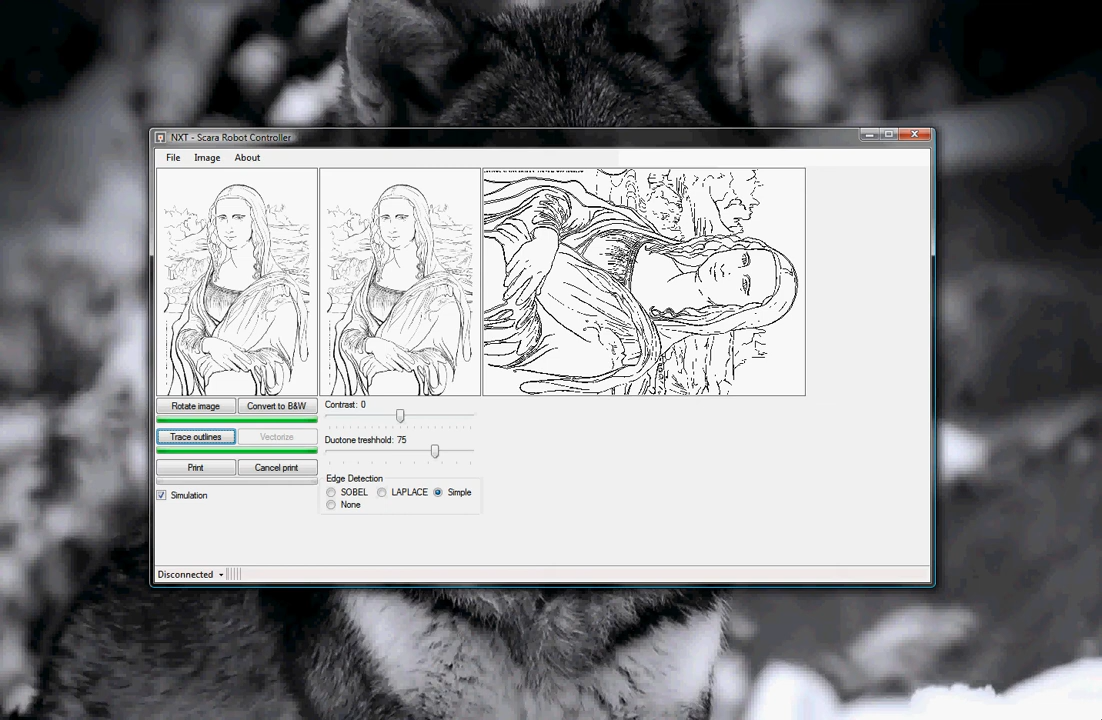 NXT - Scara Robot Controller
File Image About
Rotate image Convert to B&W
Contrast: 0
Trace outlines Vectorize
Duotone treshhold: 75
Print Cancel print
Edge Detection
Simulation
SOBEL LAPLACE Simple
None
Disconnected